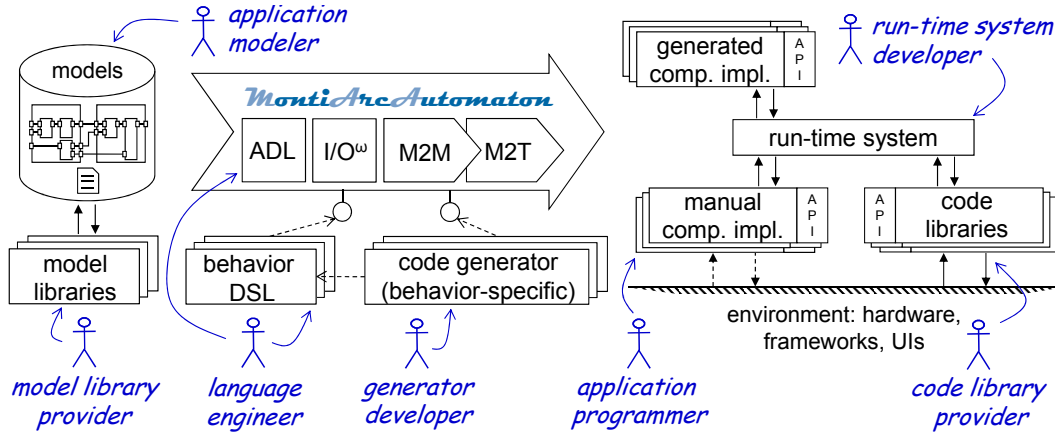 application
modeler
models
MontiArcAutomaton
ADL
I/Oω
M2M
M2T
model
libraries
behavior
DSL
code generator
(behavior-specific)
model library
provider
language
engineer
generator
developer
generated
comp. impl.
A
P
I
run-time system
developer
run-time system
manual
comp. impl.
A
P
I
A
P
I
code
libraries
environment: hardware,
frameworks, UIs
application
programmer
code library
provider